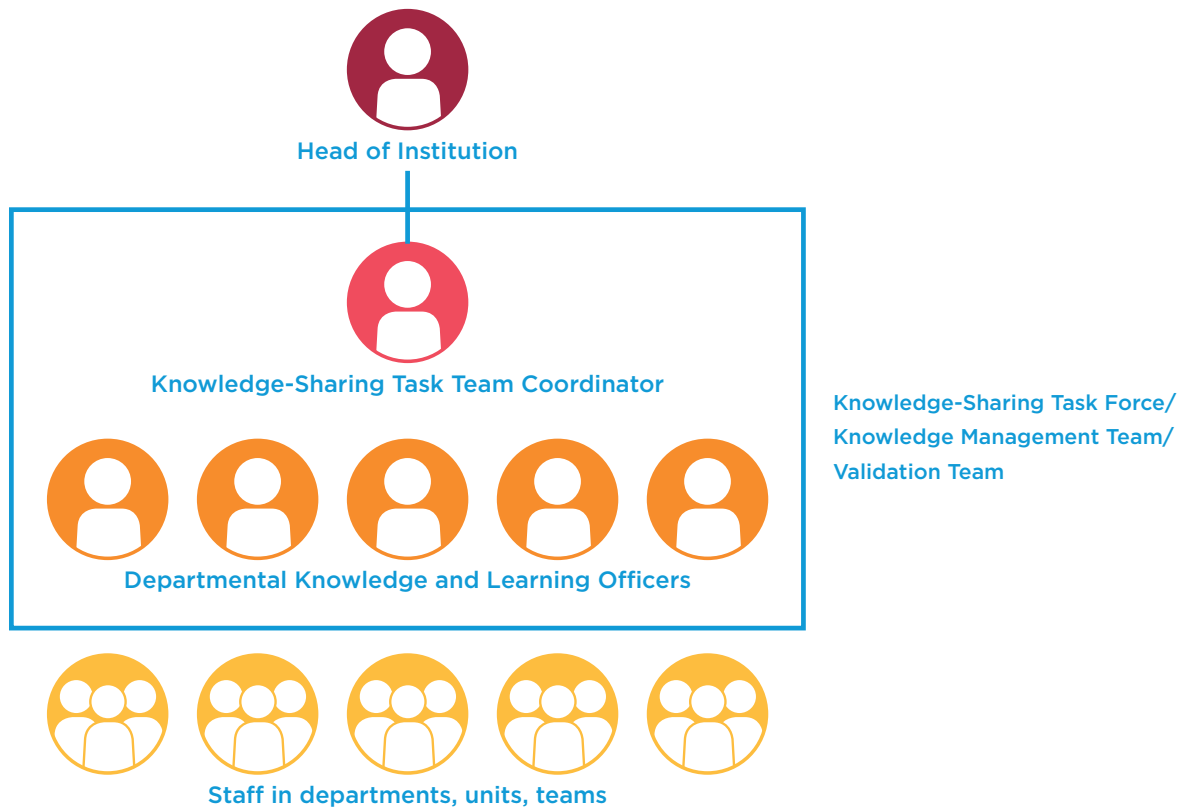 Head of Institution
Knowledge-Sharing Task Team Coordinator
Knowledge-Sharing Task Force/
Knowledge Management Team/
Validation Team
Departmental Knowledge and Learning Officers
Staff in departments, units, teams